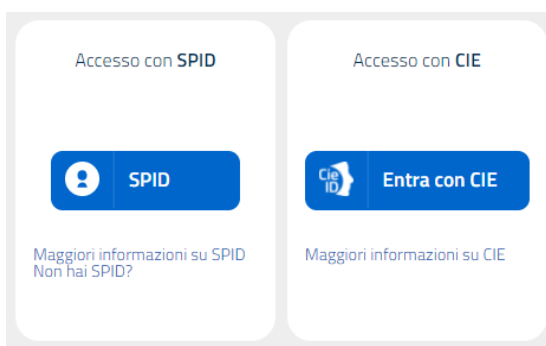 Accesso con SPID
SPID
Maggiori informazioni su SPID
Non hai SPID?
Accesso con CIE
Cie
ID
Entra con CIE
Maggiori informazioni su CIE